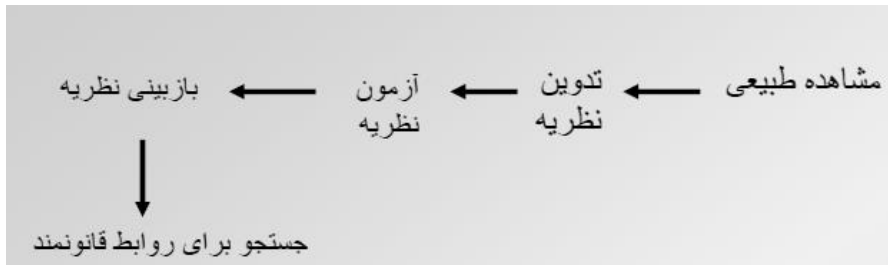 مشاهده طبیعی
تدوین
نظریه
آزمون
نظریه
بازبینی نظریه
جستجو برای روابط قانونمند